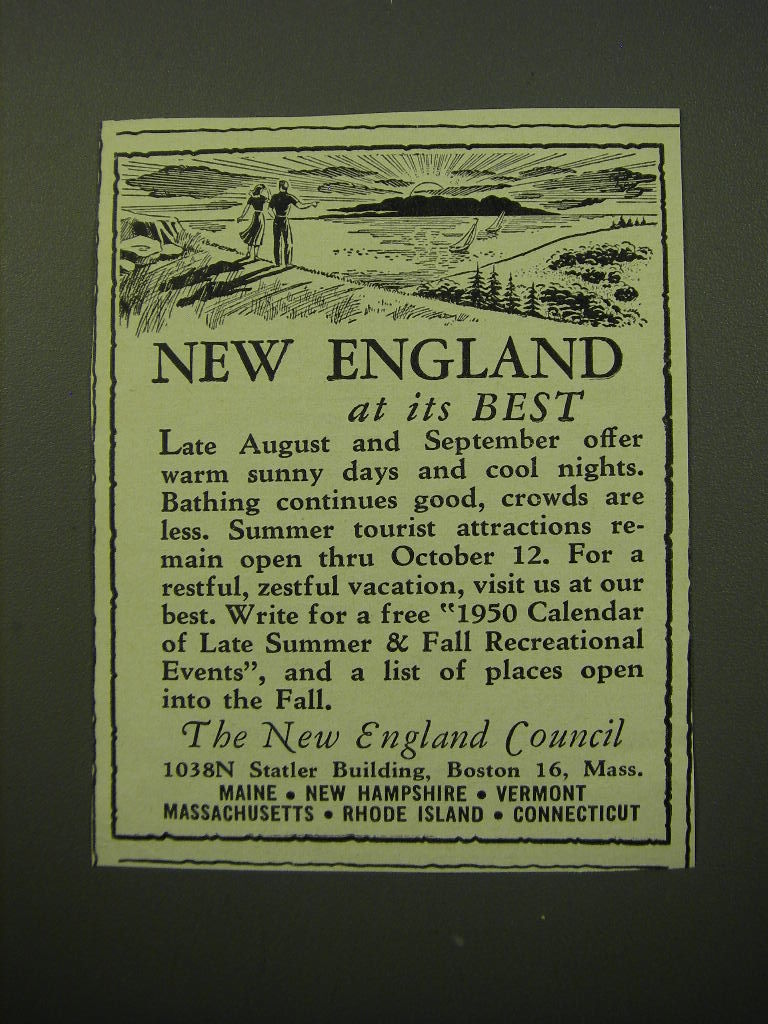 NEW ENGLAND
at its BEST
Late August and September offer
warm sunny days and cool nights.
Bathing continues good, crowds are
less. Summer tourist attractions re-
main open thru October 12. For a
restful, zestful vacation, visit us at our
best. Write for a free "1950 Calendar
of Late Summer & Fall Recreational
Events", and a list of places open
into the Fall.
The New England Council
1038N Statler Building, Boston 16, Mass.
MAINE • NEW HAMPSHIRE • VERMONT
MASSACHUSETTS • RHODE ISLAND • CONNECTICUT